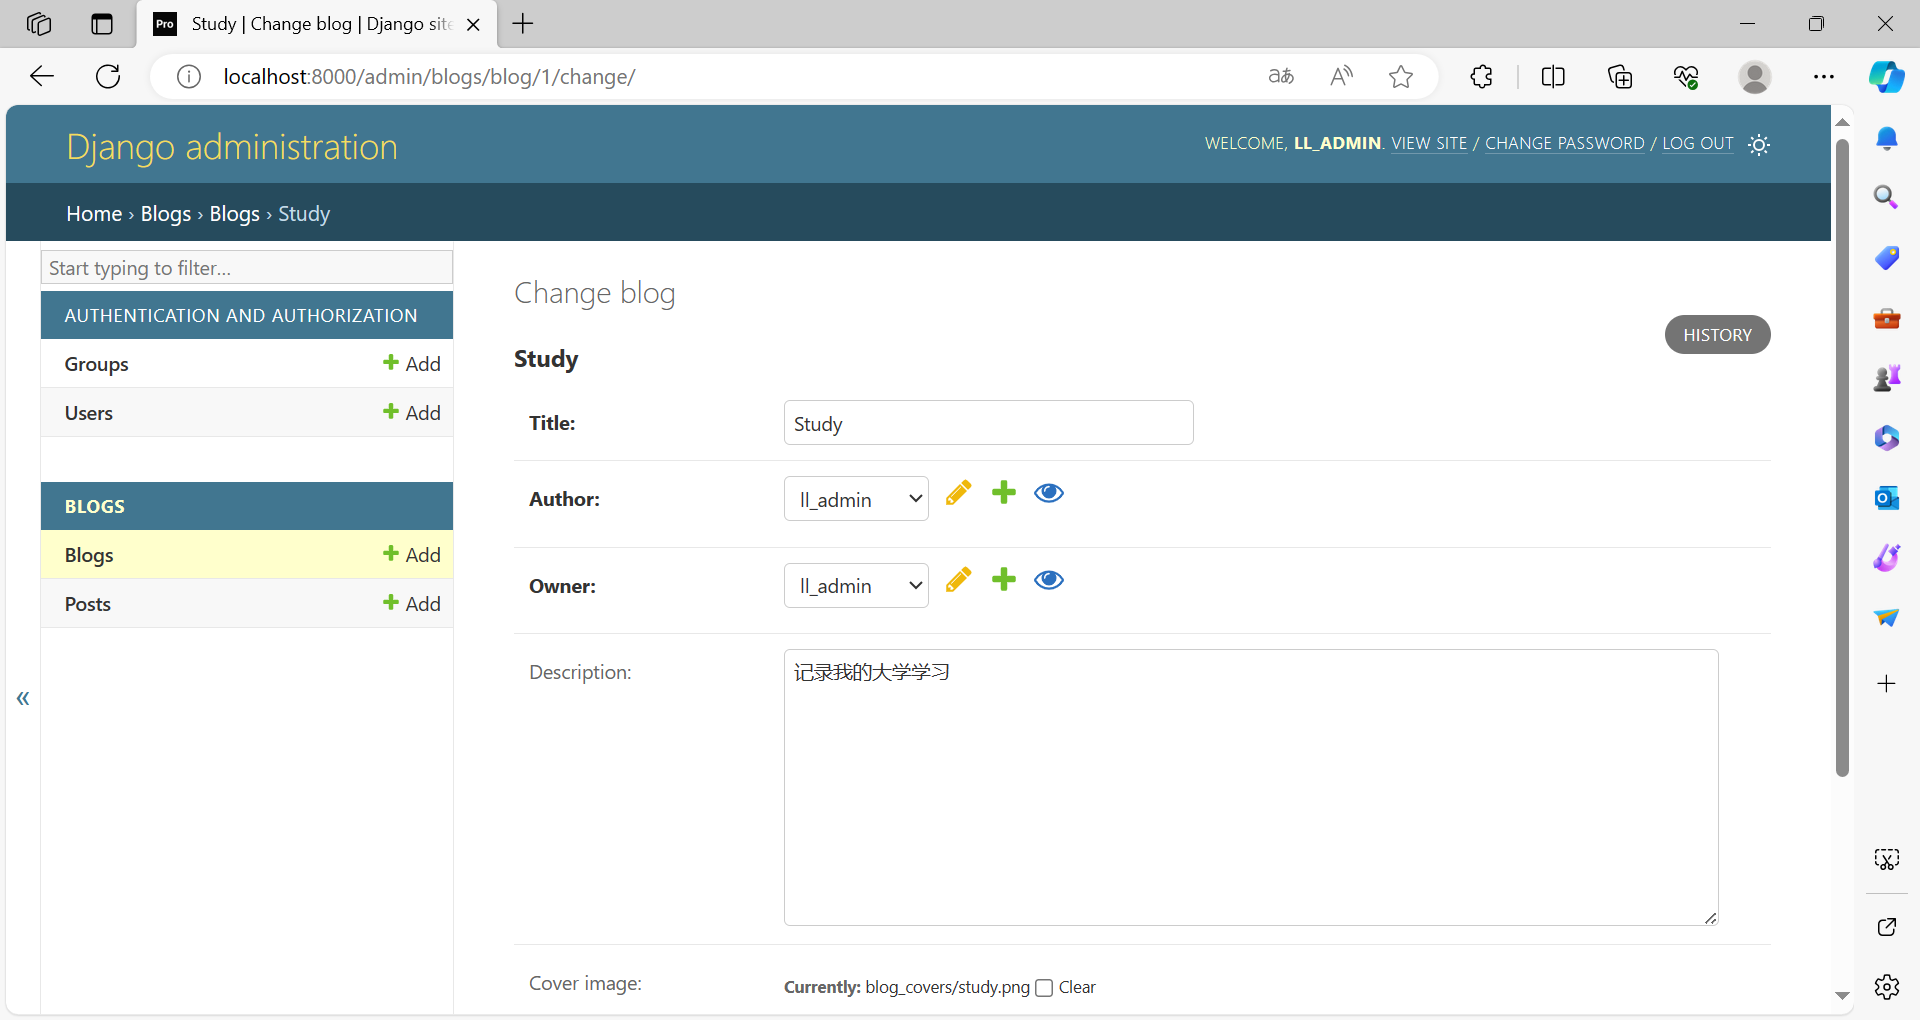 Study | Change blog | Django site
localhost:8000/admin/blogs/blog/1/change/
Django administration
WELCOME, LL_ADMIN. VIEW SITE / CHANGE PASSWORD / LOG OUT
Home › Blogs › Blogs › Study
Start typing to filter...
AUTHENTICATION AND AUTHORIZATION
Groups + Add
Users + Add
BLOGS
Blogs + Add
Posts + Add
Change blog
HISTORY
Study
Title: Study
Author: ll_admin
Owner: ll_admin
Description: 记录我的大学学习
Cover image: Currently: blog_covers/study.png Clear